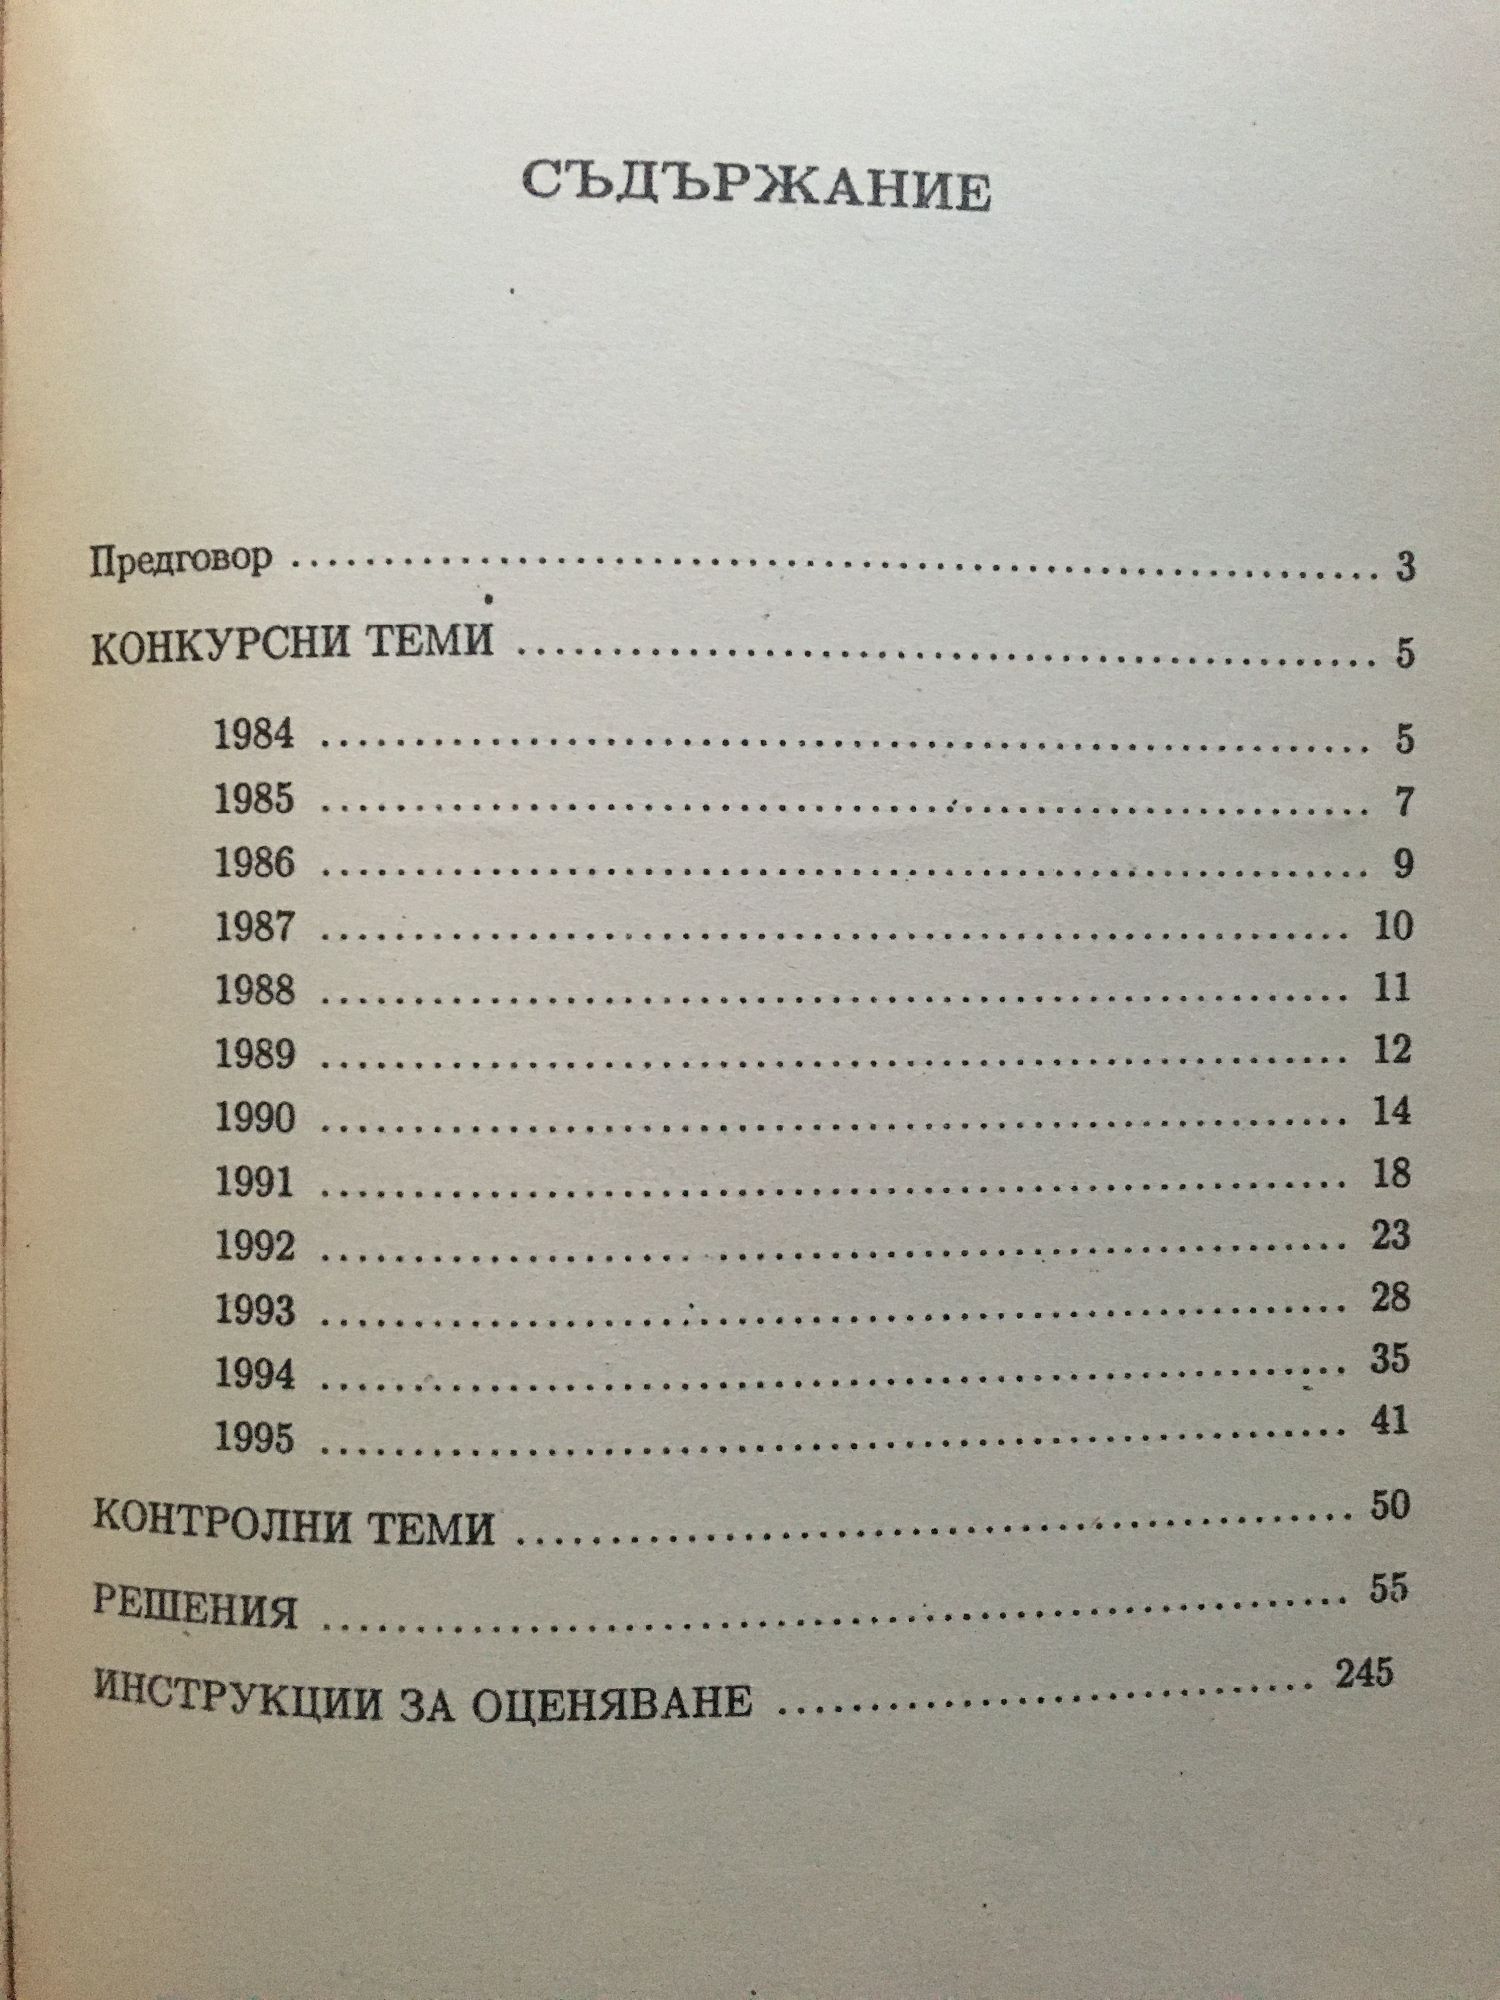 СЪДЪРЖАНИЕ
Предговор ........................................ 3
КОНКУРСНИ ТЕМИ ........................................ 5
1984 ........................................ 5
1985 ........................................ 7
1986 ........................................ 9
1987 ........................................ 10
1988 ........................................ 11
1989 ........................................ 12
1990 ........................................ 14
1991 ........................................ 18
1992 ........................................ 23
1993 ........................................ 28
1994 ........................................ 35
1995 ........................................ 41
КОНТРОЛНИ ТЕМИ ........................................ 50
РЕШЕНИЯ ........................................ 55
ИНСТРУКЦИИ ЗА ОЦЕНЯВАНЕ ............................ 245